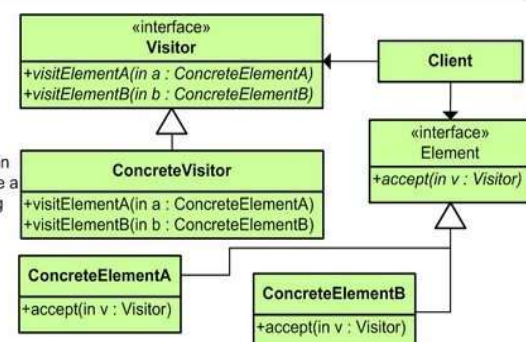 «interface»
Visitor
+visitElementA(in a : ConcreteElementA)
+visitElementB(in b : ConcreteElementB)
Client
«interface»
Element
+accept(in v : Visitor)
in
e a
g
ConcreteVisitor
+visitElementA(in a : ConcreteElementA)
+visitElementB(in b : ConcreteElementB)
ConcreteElementA
+accept(in v : Visitor)
ConcreteElementB
+accept(in v : Visitor)